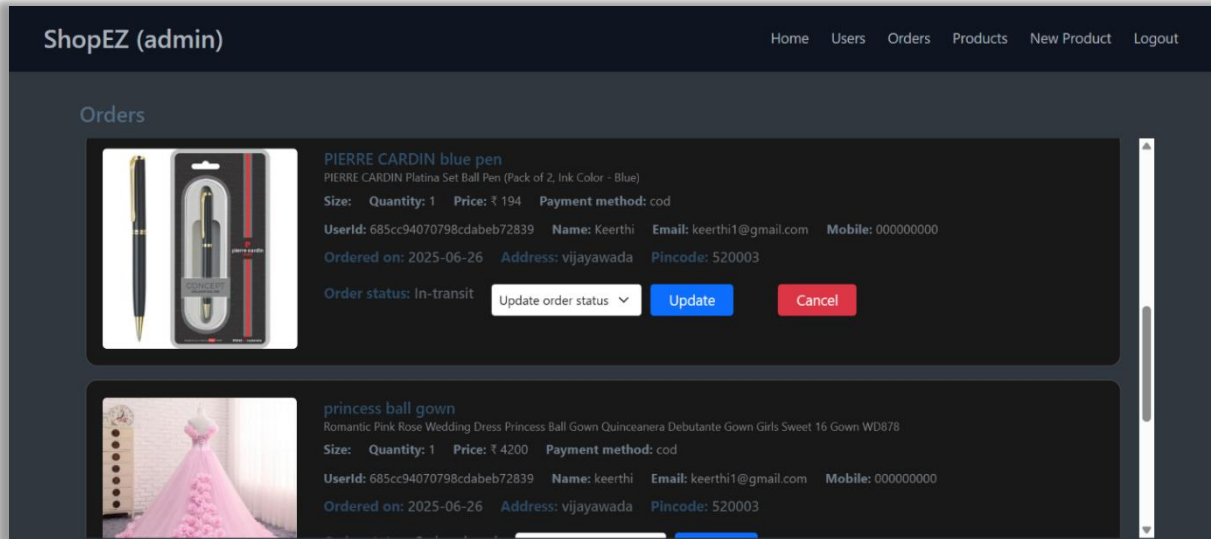 ShopEZ (admin)
Home Users Orders Products New Product Logout
Orders
PIERRE CARDIN blue pen
PIERRE CARDIN Platina Set Ball Pen (Pack of 2, Ink Color - Blue)
Size: Quantity: 1 Price: ₹ 194 Payment method: cod
UserId: 685cc94070798cdabeb72839 Name: Keerthi Email: keerthi1@gmail.com Mobile: 000000000
Ordered on: 2025-06-26 Address: vijayawada Pincode: 520003
Order status: In-transit Update order status Update Cancel
pierre cardin
CONCEPT
princess ball gown
Romantic Pink Rose Wedding Dress Princess Ball Gown Quinceanera Debutante Gown Girls Sweet 16 Gown WD878
Size: Quantity: 1 Price: ₹ 4200 Payment method: cod
UserId: 685cc94070798cdabeb72839 Name: keerthi Email: keerthi1@gmail.com Mobile: 000000000
Ordered on: 2025-06-26 Address: vijayawada Pincode: 520003